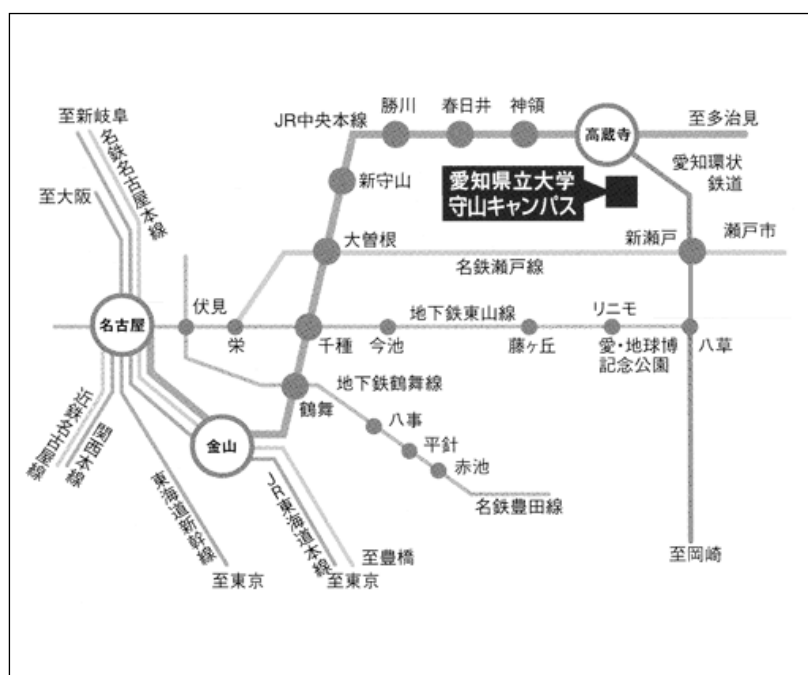 勝川
春日井
神領
高蔵寺
至多治見
JR中央本線
至新岐阜
名鉄名古屋本線
愛知環状
鉄道
愛知県立大学
守山キャンパス
新守山
至大阪
大曽根
名鉄瀬戸線
新瀬戸
瀬戸市
名古屋
伏見
栄
千種
今池
地下鉄東山線
藤ヶ丘
リニモ
愛・地球博
記念公園
八草
地下鉄鶴舞線
鶴舞
八事
平針
赤池
名鉄豊田線
金山
近鉄名古屋線
関西本線
東海道新幹線
至東京
JR東海道本線
至豊橋
至東京
至岡崎